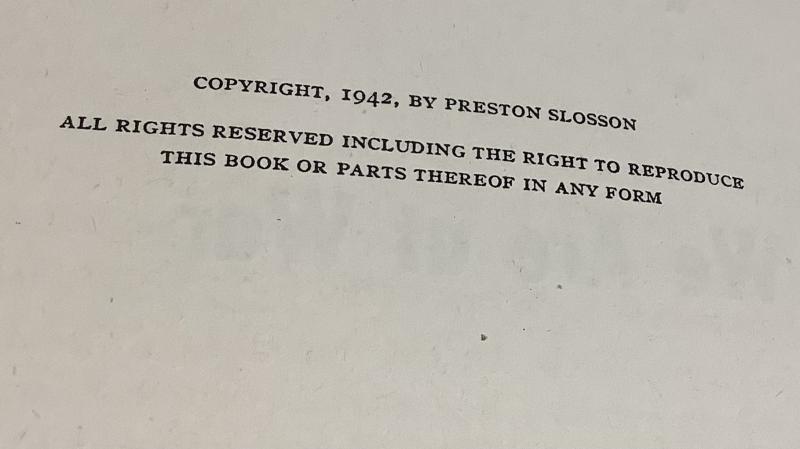 COPYRIGHT, 1942, BY PRESTON SLOSSON
ALL RIGHTS RESERVED INCLUDING THE RIGHT TO REPRODUCE
THIS BOOK OR PARTS THEREOF IN ANY FORM